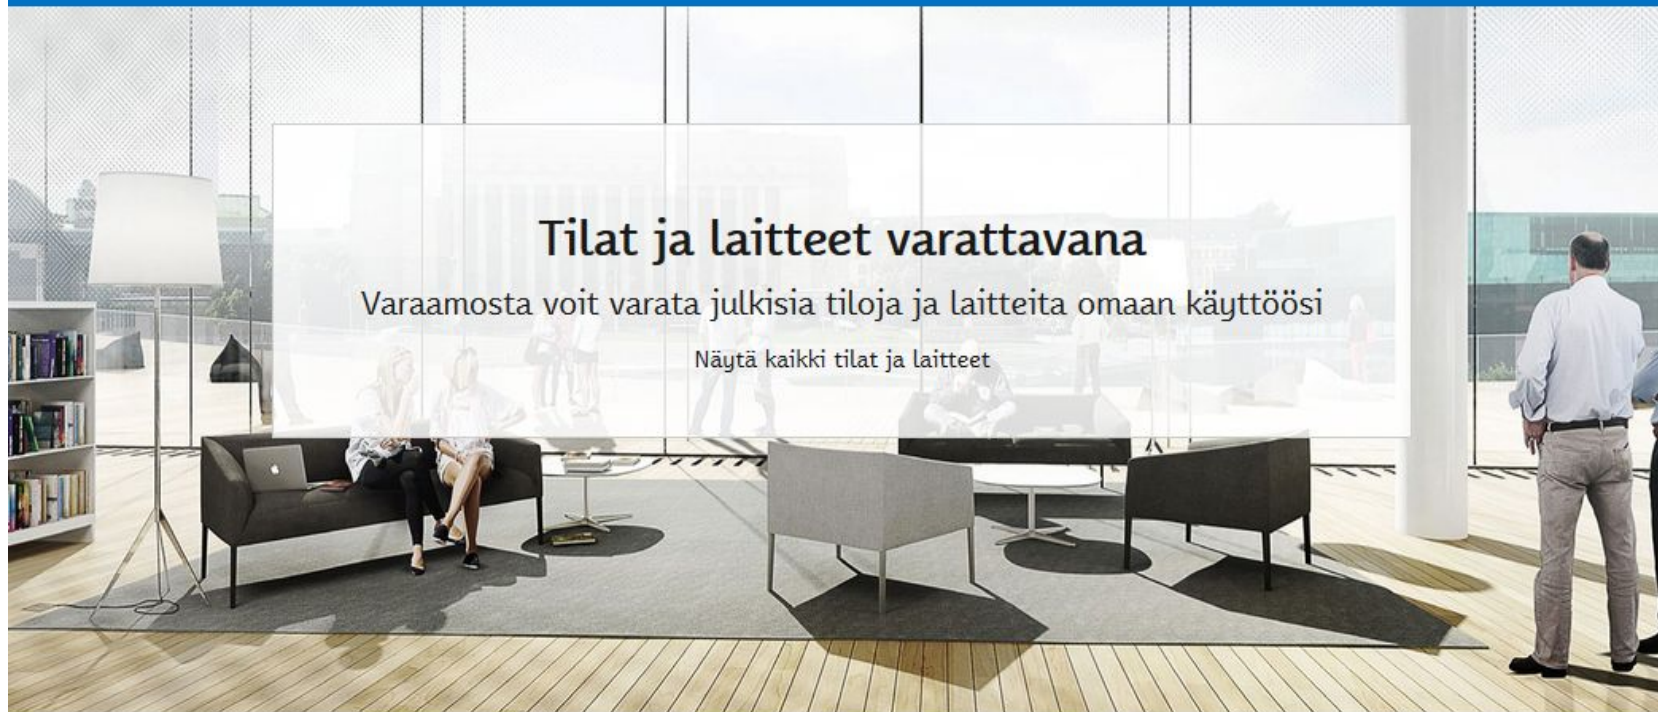 Tilat ja laitteet varattavana
Varaamosta voit varata julkisia tiloja ja laitteita omaan käyttöösi
Näytä kaikki tilat ja laitteet